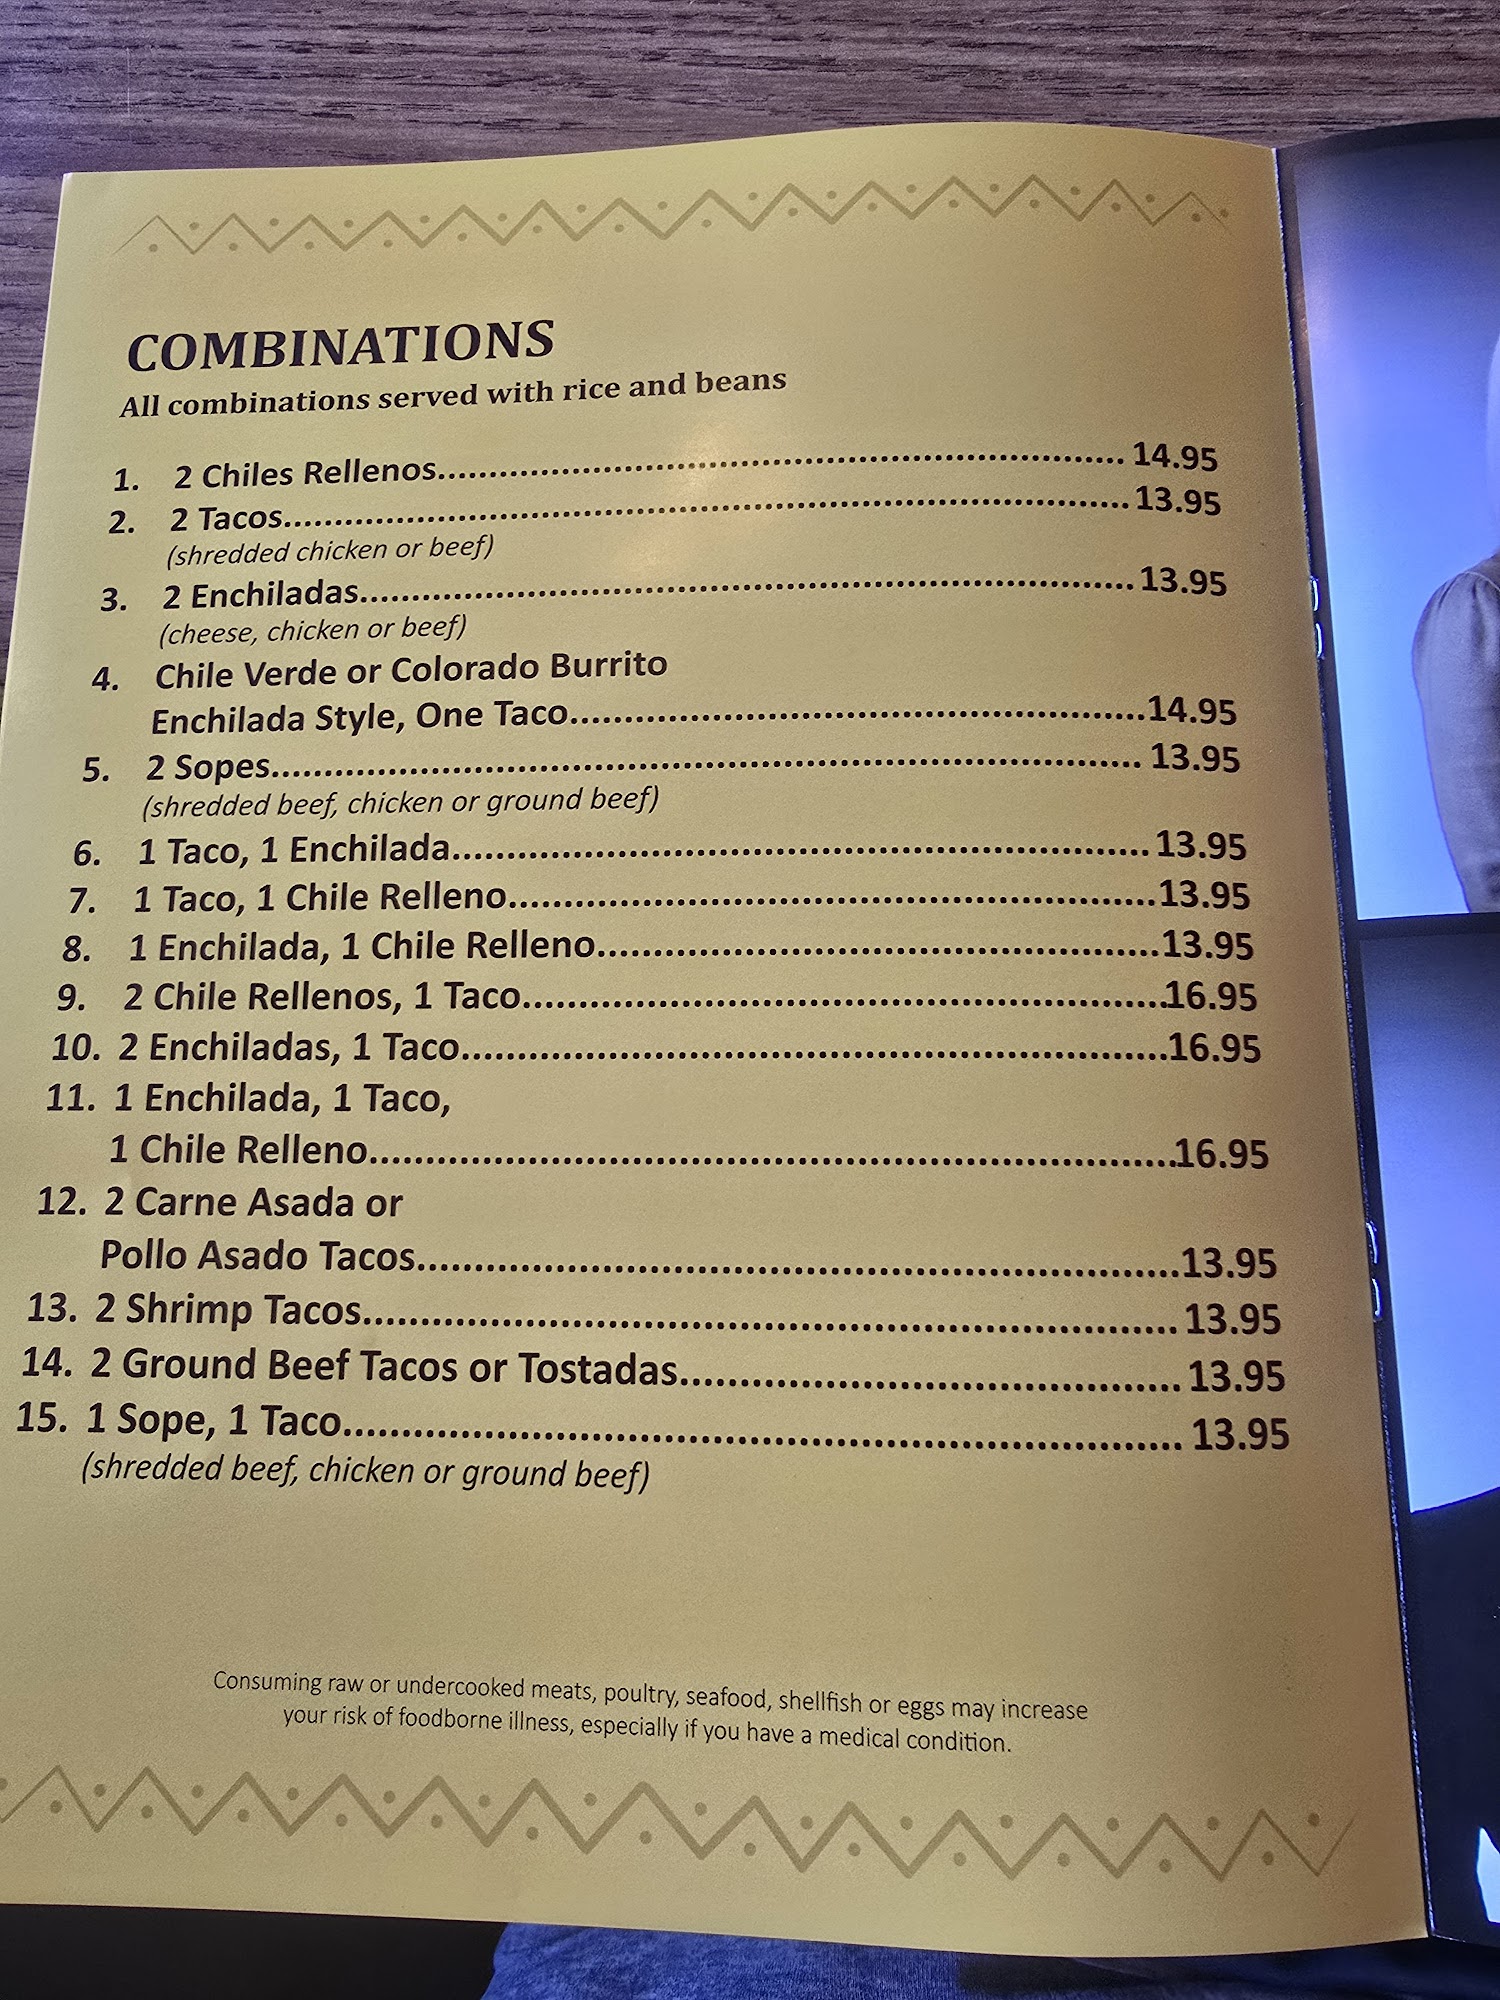 COMBINATIONS
All combinations served with rice and beans
1. 2 Chiles Rellenos........................................................................ 14.95
2. 2 Tacos........................................................................................ 13.95
(shredded chicken or beef)
3. 2 Enchiladas................................................................................ 13.95
(cheese, chicken or beef)
4. Chile Verde or Colorado Burrito
Enchilada Style, One Taco..........................................................14.95
5. 2 Sopes........................................................................................ 13.95
(shredded beef, chicken or ground beef)
6. 1 Taco, 1 Enchilada..................................................................... 13.95
7. 1 Taco, 1 Chile Relleno................................................................13.95
8. 1 Enchilada, 1 Chile Relleno.......................................................13.95
9. 2 Chile Rellenos, 1 Taco..............................................................16.95
10. 2 Enchiladas, 1 Taco....................................................................16.95
11. 1 Enchilada, 1 Taco,
1 Chile Relleno............................................................................16.95
12. 2 Carne Asada or
Pollo Asado Tacos........................................................................13.95
13. 2 Shrimp Tacos............................................................................ 13.95
14. 2 Ground Beef Tacos or Tostadas.............................................. 13.95
15. 1 Sope, 1 Taco............................................................................. 13.95
(shredded beef, chicken or ground beef)
Consuming raw or undercooked meats, poultry, seafood, shellfish or eggs may increase
your risk of foodborne illness, especially if you have a medical condition.